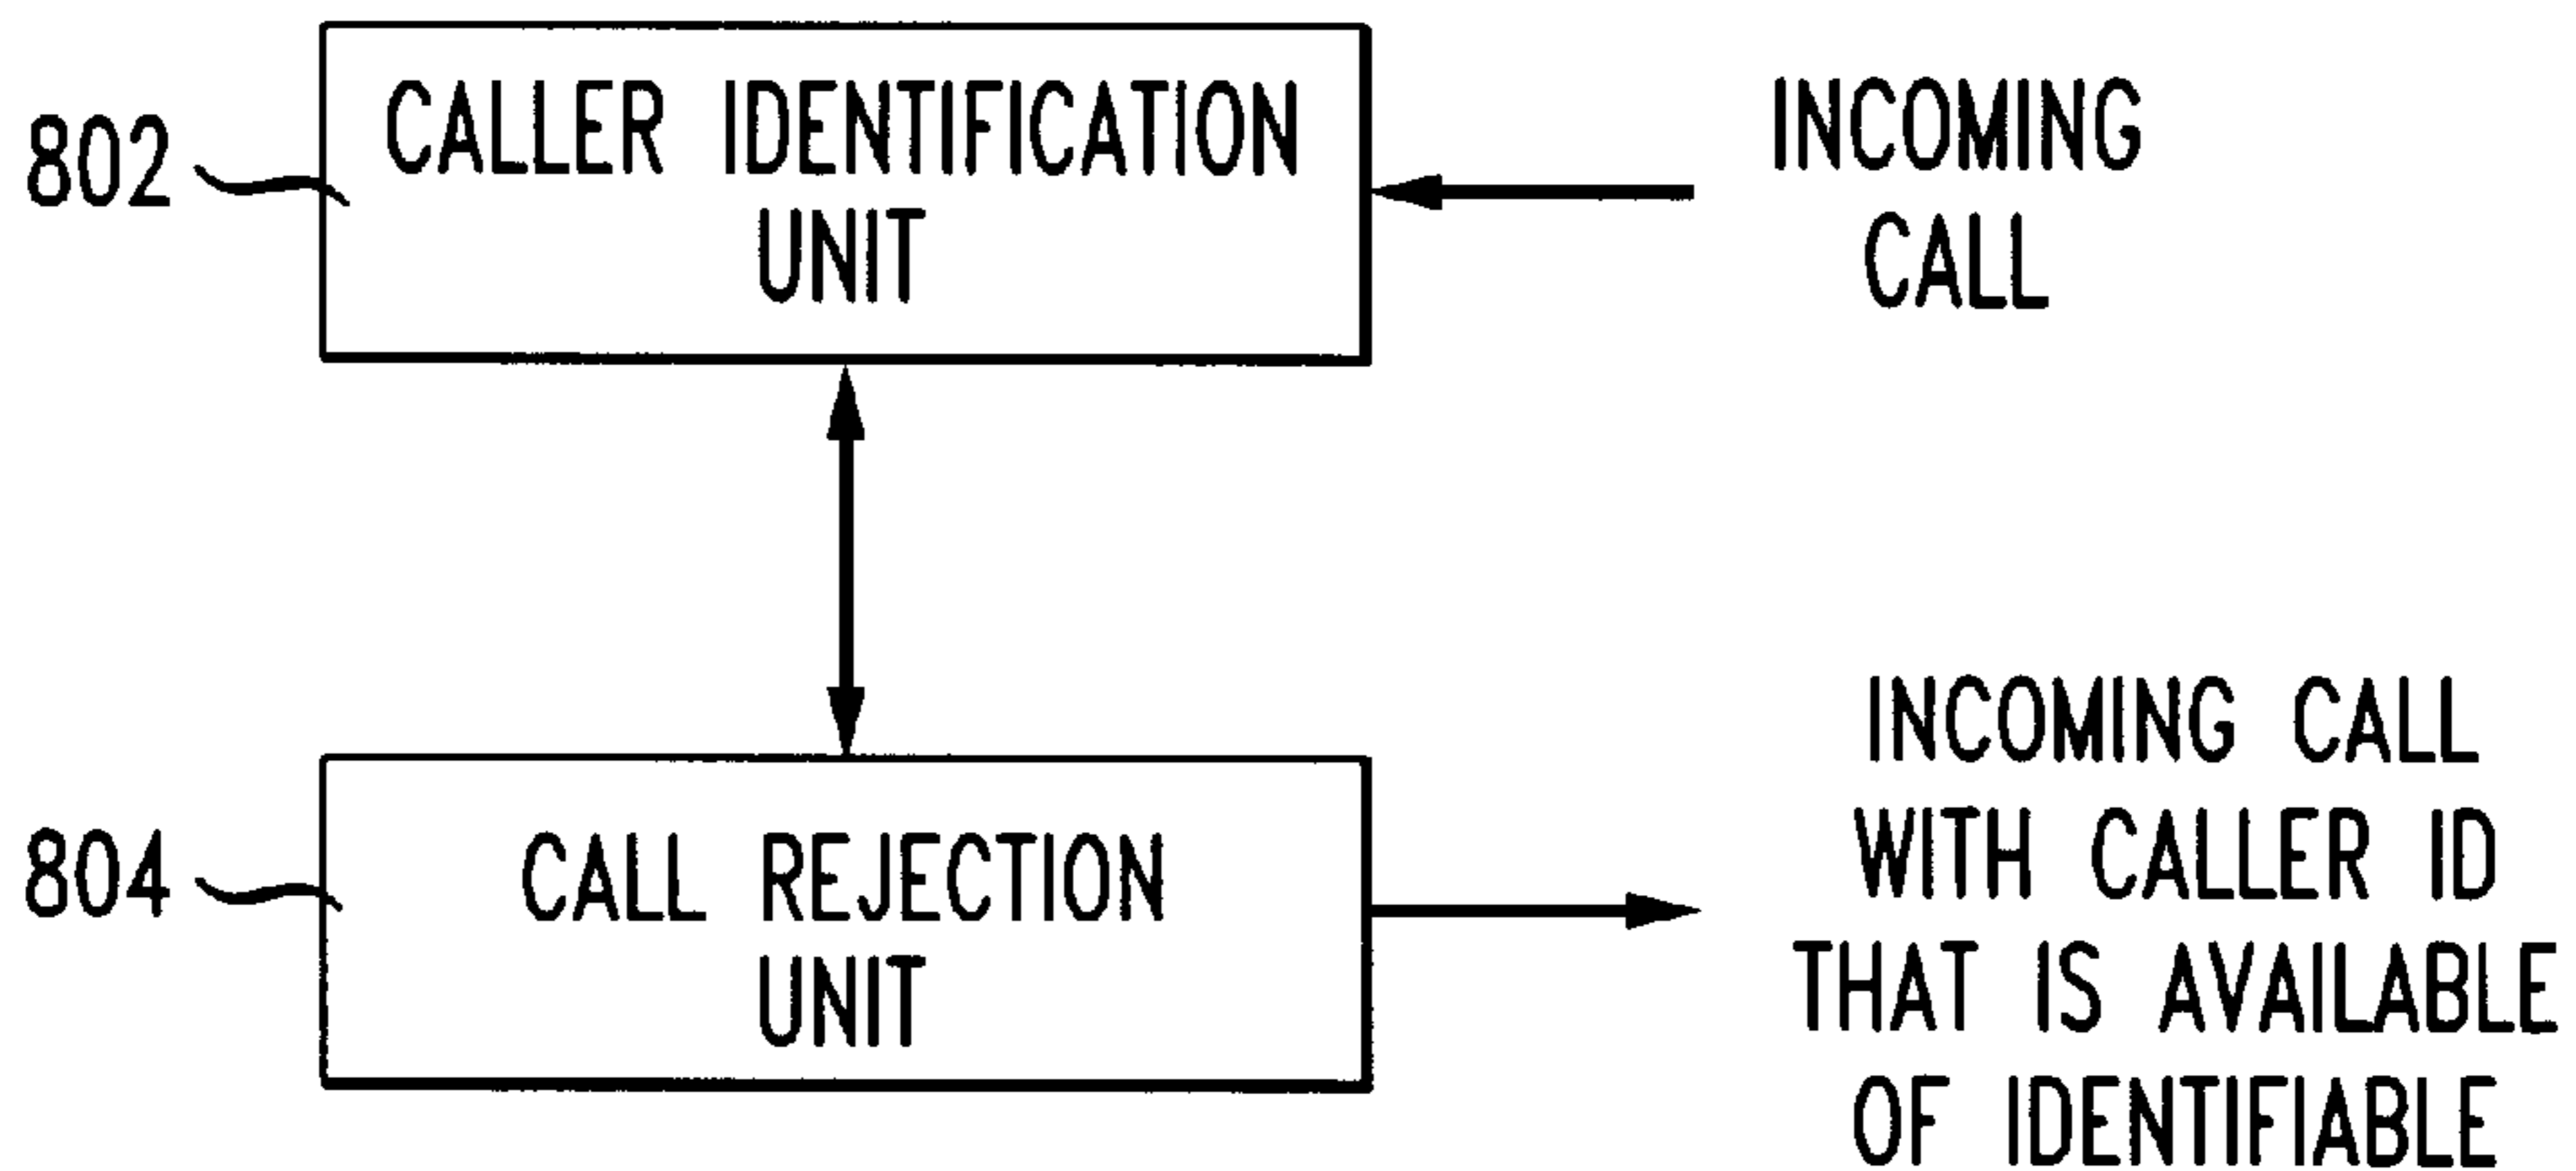 802
CALLER IDENTIFICATION
UNIT
INCOMING
CALL
804
CALL REJECTION
UNIT
INCOMING CALL
WITH CALLER ID
THAT IS AVAILABLE
OF IDENTIFIABLE